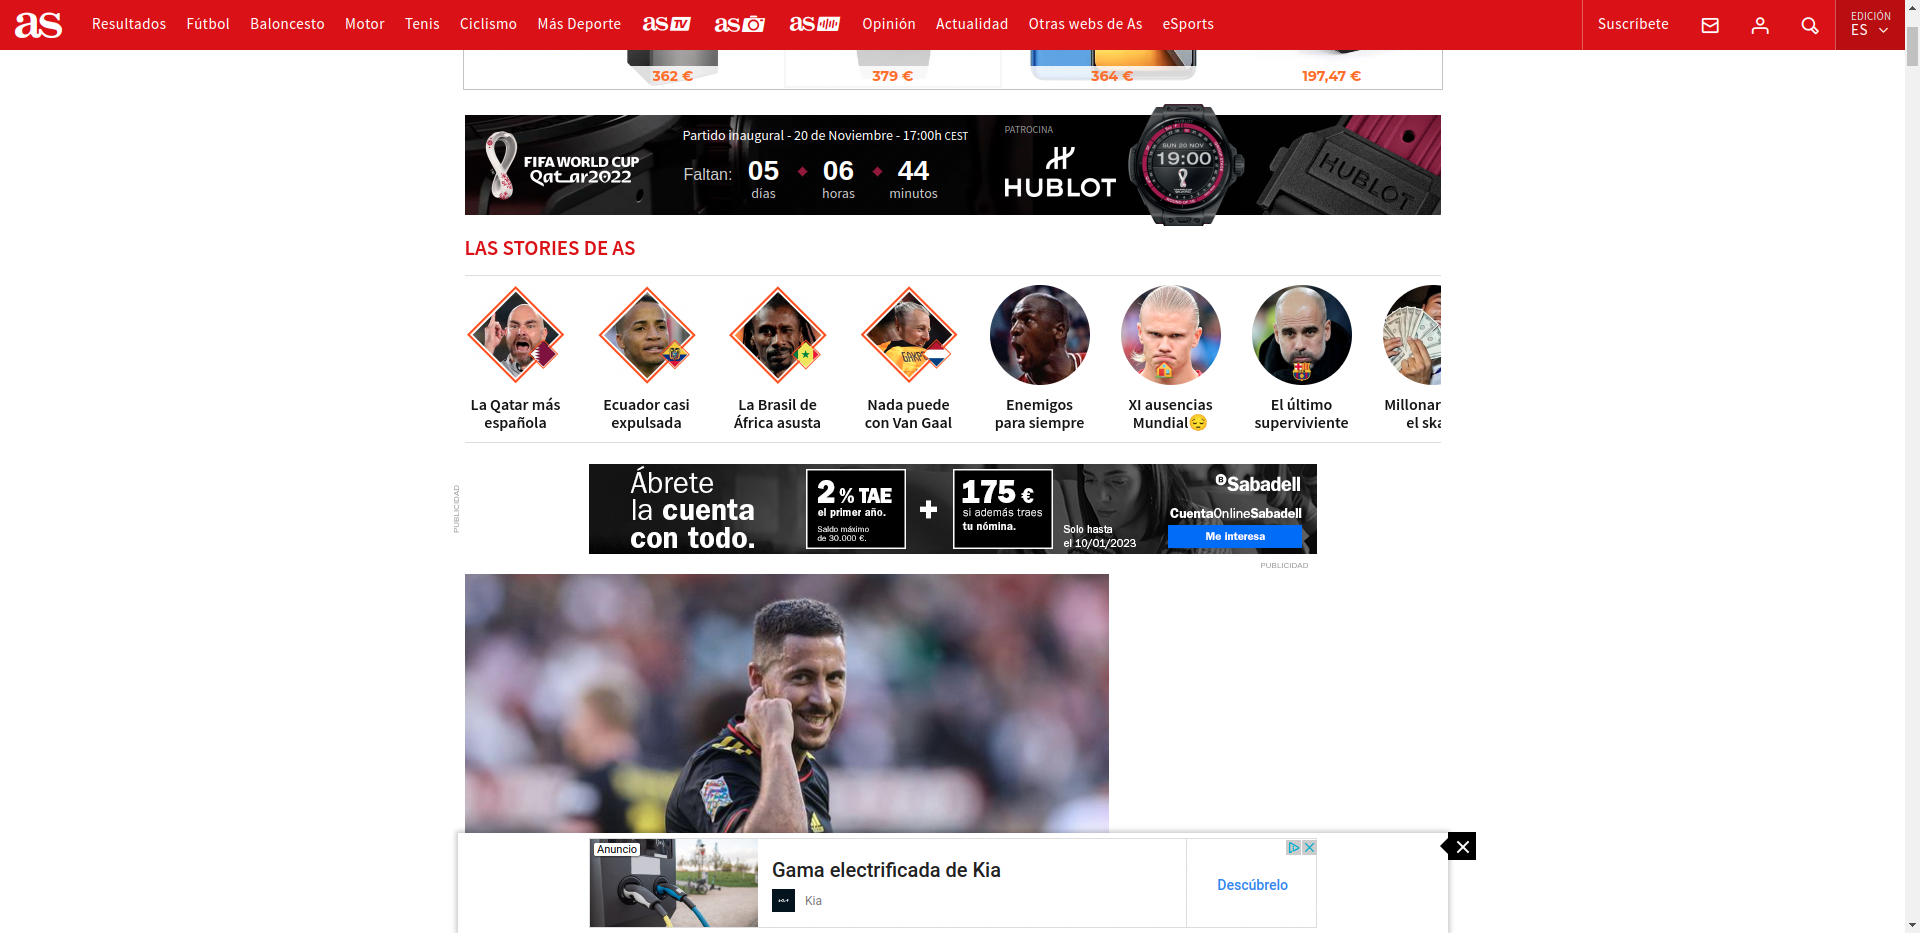 as
Resultados
Fútbol
Baloncesto
Motor
Tenis
Ciclismo
Más Deporte
as TV
as
as
Opinión
Actualidad
Otras webs de As
eSports
Suscríbete
EDICIÓN
ES
362 €
379 €
364 €
197,47 €
FIFA WORLD CUP
Qatar2022
Partido inaugural - 20 de Noviembre - 17:00h CEST
Faltan:
05
días
06
horas
44
minutos
PATROCINA
HUBLOT
HUBLOT
SUN 20 NOV
19:00
HUBLOT
LAS STORIES DE AS
GAKPO
La Qatar más
española
Ecuador casi
expulsada
La Brasil de
África asusta
Nada puede
con Van Gaal
Enemigos
para siempre
XI ausencias
Mundial😔
El último
superviviente
Millonar
el ska
PUBLICIDAD
Ábrete
la cuenta
con todo.
2 % TAE
el primer año.
Saldo máximo
de 30.000 €.
+
175 €
si además traes
tu nómina.
Solo hasta
el 10/01/2023
B Sabadell
CuentaOnlineSabadell
Me interesa
PUBLICIDAD
Anuncio
Gama electrificada de Kia
Kia
Descúbrelo